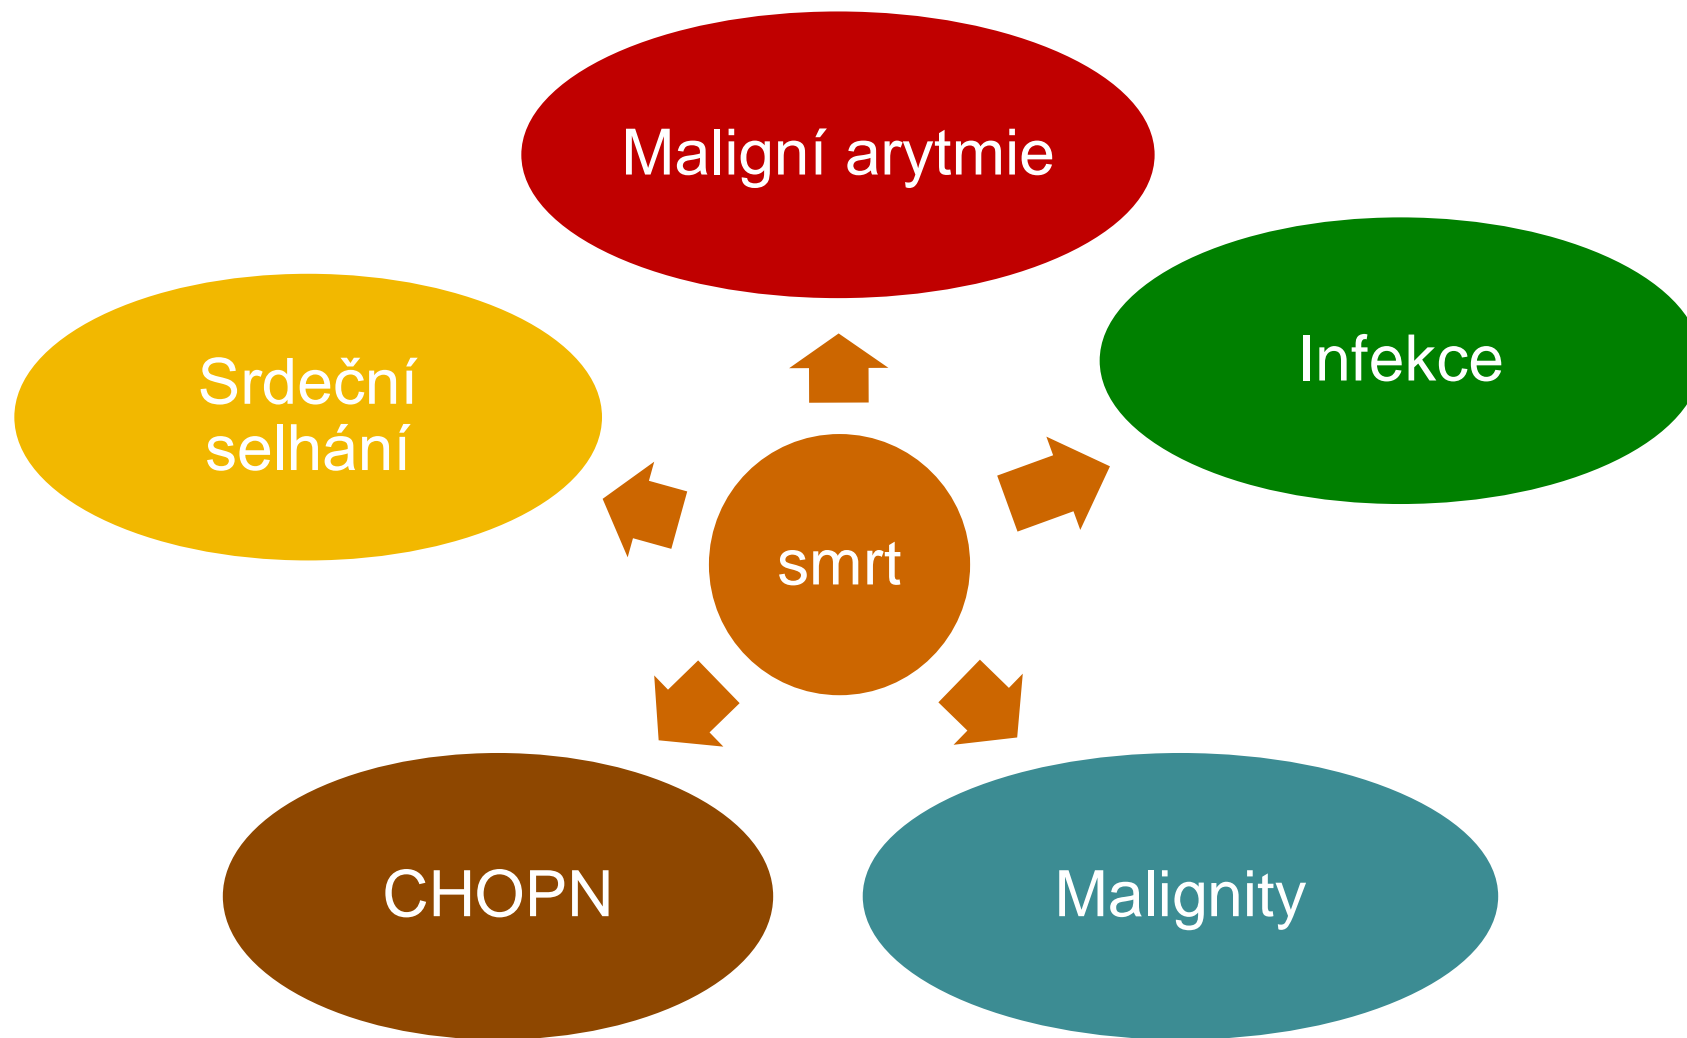 Maligní arytmie
Infekce
Srdeční
selhání
smrt
CHOPN
Malignity